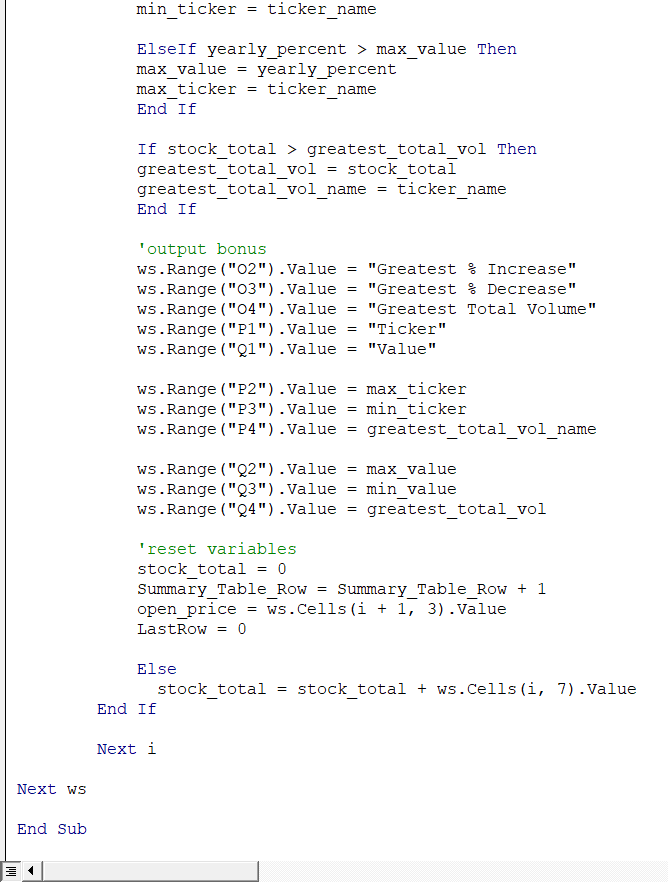 min_ticker = ticker_name
ElseIf yearly_percent > max_value Then
max_value = yearly_percent
max_ticker = ticker_name
End If
If stock_total > greatest_total_vol Then
greatest_total_vol = stock_total
greatest_total_vol_name = ticker_name
End If
'output bonus
ws.Range("O2").Value = "Greatest % Increase"
ws.Range("O3").Value = "Greatest % Decrease"
ws.Range("O4").Value = "Greatest Total Volume"
ws.Range("P1").Value = "Ticker"
ws.Range("Q1").Value = "Value"
ws.Range("P2").Value = max_ticker
ws.Range("P3").Value = min_ticker
ws.Range("P4").Value = greatest_total_vol_name
ws.Range("Q2").Value = max_value
ws.Range("Q3").Value = min_value
ws.Range("Q4").Value = greatest_total_vol
'reset variables
stock_total = 0
Summary_Table_Row = Summary_Table_Row + 1
open_price = ws.Cells(i + 1, 3).Value
LastRow = 0
Else
stock_total = stock_total + ws.Cells(i, 7).Value
End If
Next i
Next ws
End Sub